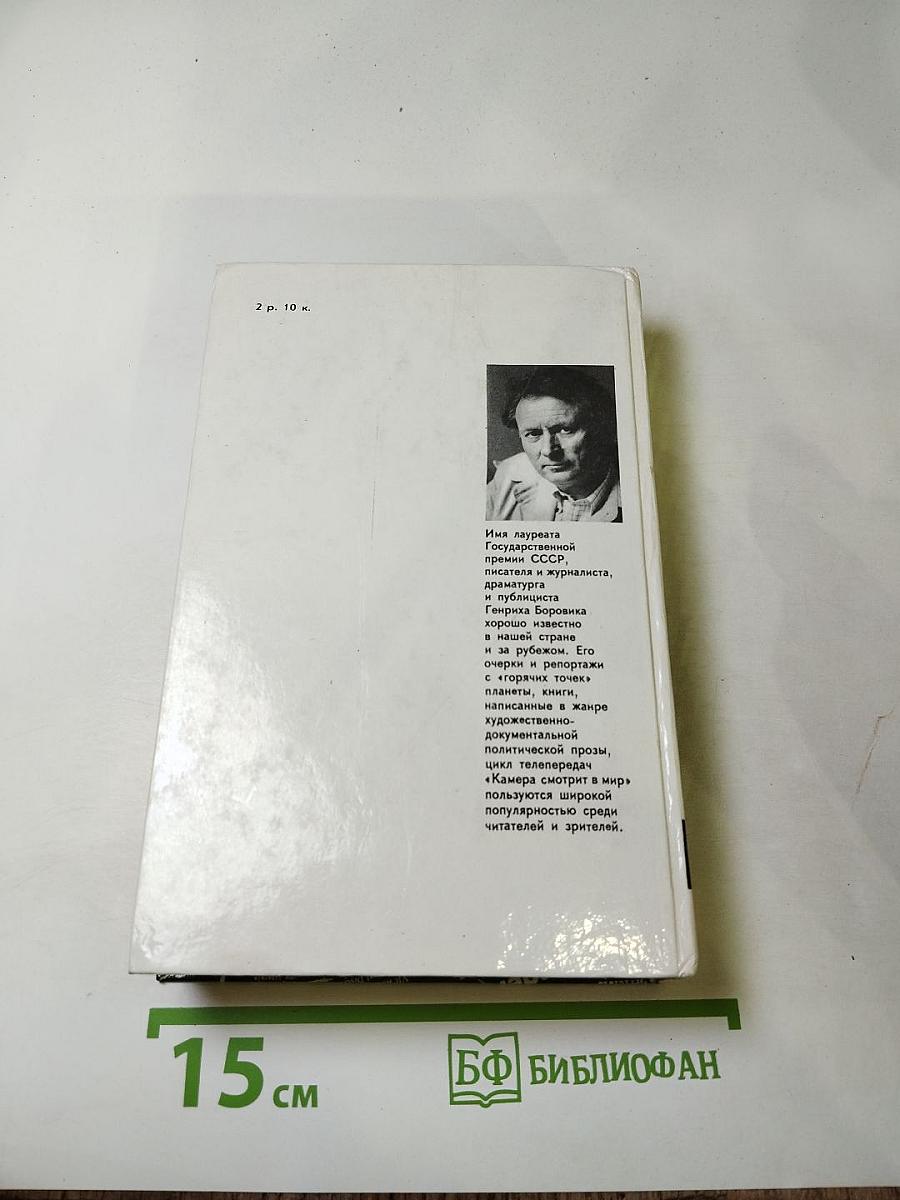 2 р. 10 к.
Имя лауреата
Государственной
премии СССР,
писателя и журналиста,
драматурга
и публициста
Генриха Боровика
хорошо известно
в нашей стране
и за рубежом. Его
очерки и репортажи
с «горячих точек»
планеты, книги,
написанные в жанре
художественно-
документальной
политической прозы,
цикл телепередач
«Камера смотрит в мир»
пользуются широкой
популярностью среди
читателей и зрителей.
15 см
БФ БИБЛИОФАН